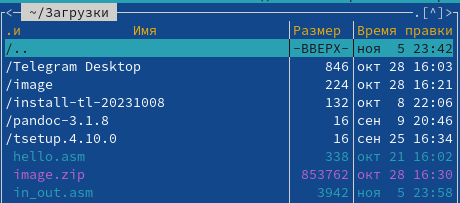 <- ~/Загрузки .[^]>
.и Имя Размер Время правки
/.. -ВВЕРХ- ноя 5 23:42
/Telegram Desktop 846 окт 28 16:03
/image 224 окт 28 16:21
/install-tl-20231008 132 окт 8 22:06
/pandoc-3.1.8 16 сен 9 20:46
/tsetup.4.10.0 16 сен 25 16:34
hello.asm 338 окт 21 16:02
image.zip 853762 окт 28 16:30
in_out.asm 3942 ноя 5 23:58